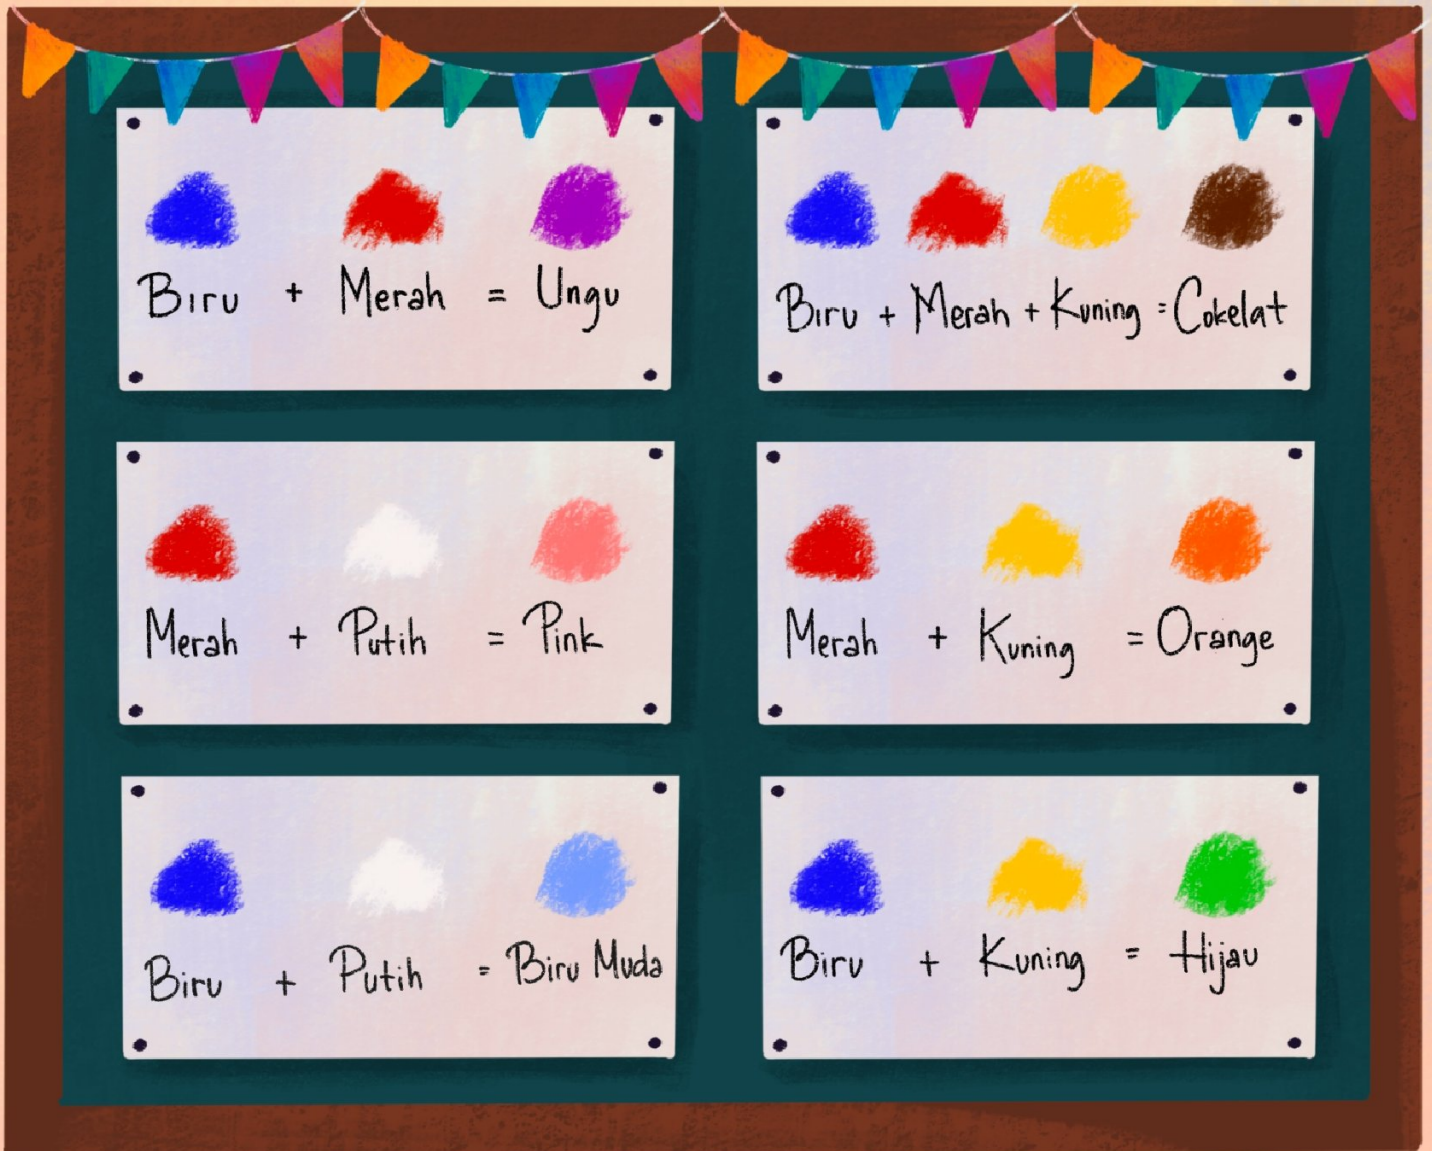 Biru + Merah = Ungu
Biru + Merah + Kuning = Cokelat
Merah + Putih = Pink
Merah + Kuning = Orange
Biru + Putih = Biru Muda
Biru + Kuning = Hijau